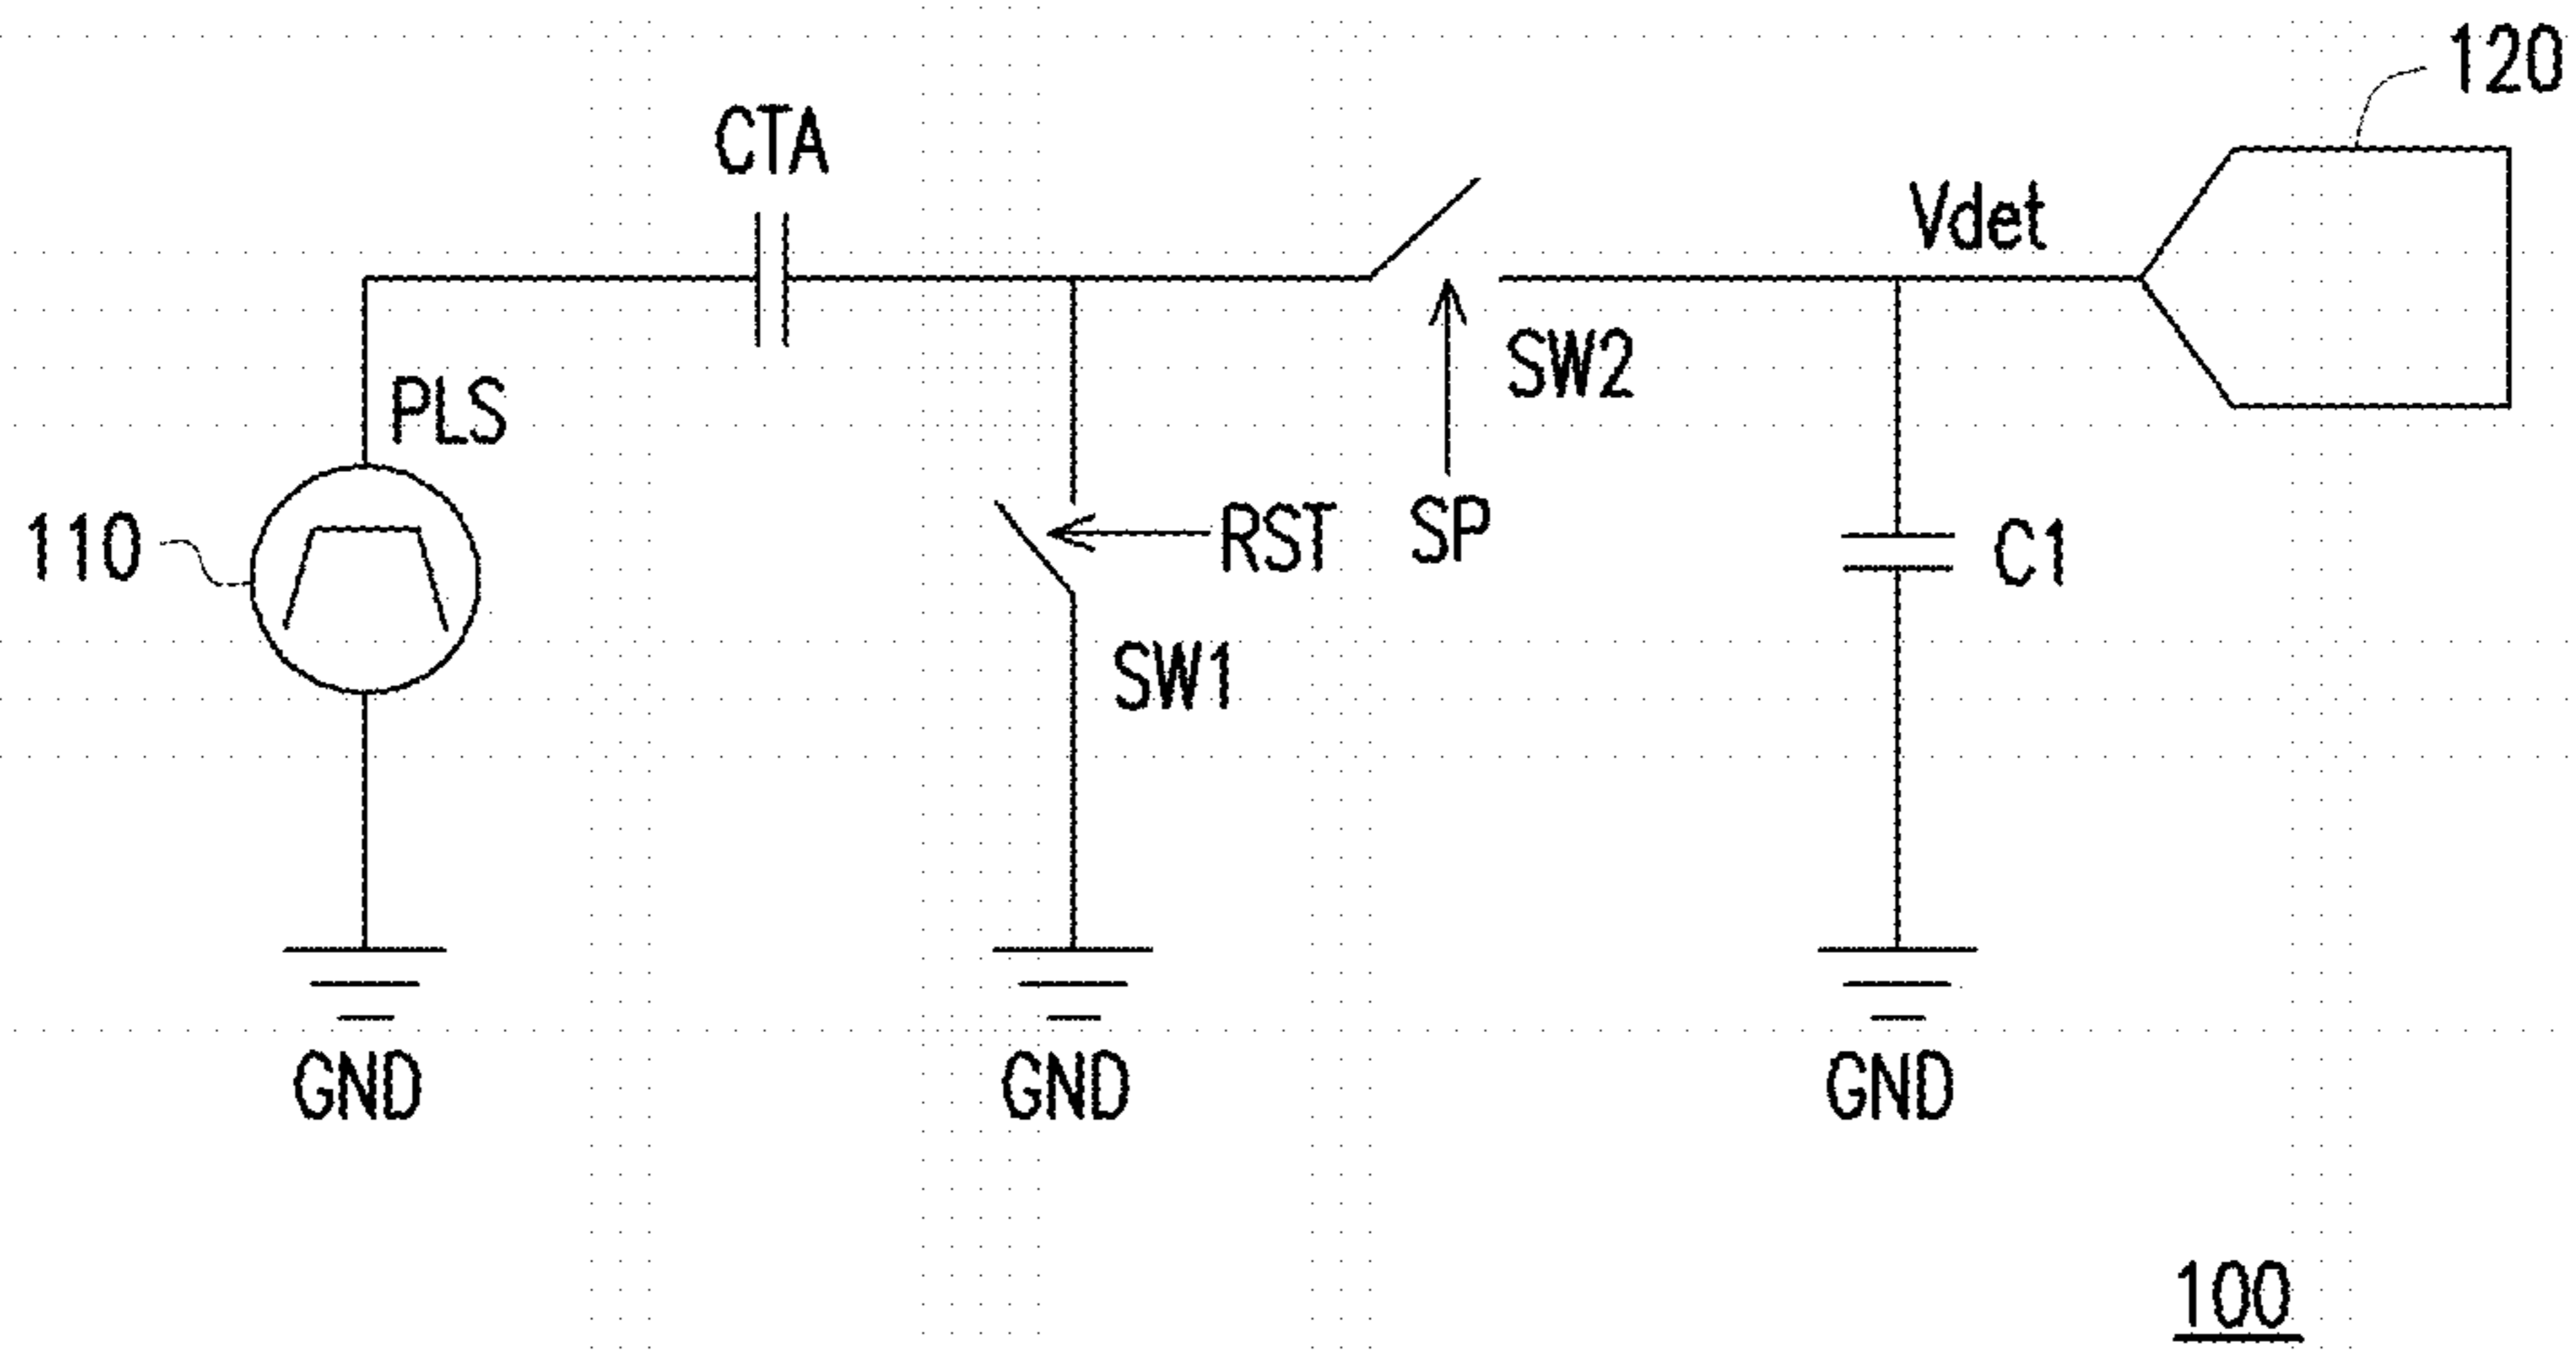 120
CTA
Vdet
PLS
SW2
110
RST
SP
C1
SW1
GND
GND
GND
100